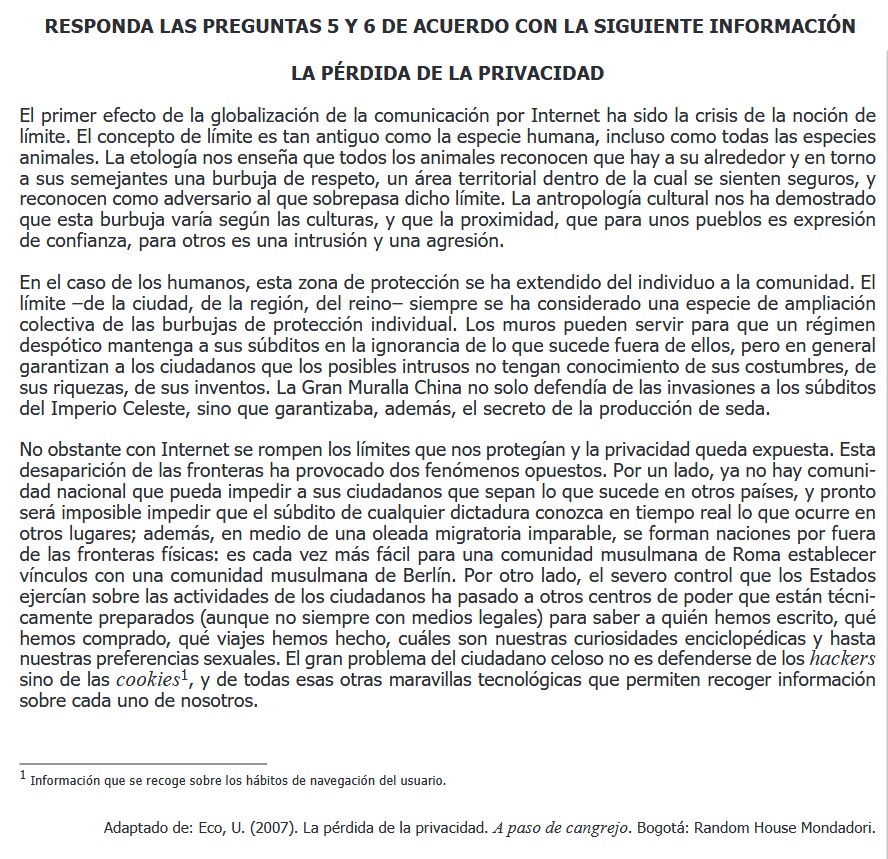 RESPONDA LAS PREGUNTAS 5 Y 6 DE ACUERDO CON LA SIGUIENTE INFORMACIÓN
LA PÉRDIDA DE LA PRIVACIDAD
El primer efecto de la globalización de la comunicación por Internet ha sido la crisis de la noción de
límite. El concepto de límite es tan antiguo como la especie humana, incluso como todas las especies
animales. La etología nos enseña que todos los animales reconocen que hay a su alrededor y en torno
a sus semejantes una burbuja de respeto, un área territorial dentro de la cual se sienten seguros, y
reconocen como adversario al que sobrepasa dicho límite. La antropología cultural nos ha demostrado
que esta burbuja varía según las culturas, y que la proximidad, que para unos pueblos es expresión
de confianza, para otros es una intrusión y una agresión.
En el caso de los humanos, esta zona de protección se ha extendido del individuo a la comunidad. El
límite –de la ciudad, de la región, del reino– siempre se ha considerado una especie de ampliación
colectiva de las burbujas de protección individual. Los muros pueden servir para que un régimen
despótico mantenga a sus súbditos en la ignorancia de lo que sucede fuera de ellos, pero en general
garantizan a los ciudadanos que los posibles intrusos no tengan conocimiento de sus costumbres, de
sus riquezas, de sus inventos. La Gran Muralla China no solo defendía de las invasiones a los súbditos
del Imperio Celeste, sino que garantizaba, además, el secreto de la producción de seda.
No obstante con Internet se rompen los límites que nos protegían y la privacidad queda expuesta. Esta
desaparición de las fronteras ha provocado dos fenómenos opuestos. Por un lado, ya no hay comuni-
dad nacional que pueda impedir a sus ciudadanos que sepan lo que sucede en otros países, y pronto
será imposible impedir que el súbdito de cualquier dictadura conozca en tiempo real lo que ocurre en
otros lugares; además, en medio de una oleada migratoria imparable, se forman naciones por fuera
de las fronteras físicas: es cada vez más fácil para una comunidad musulmana de Roma establecer
vínculos con una comunidad musulmana de Berlín. Por otro lado, el severo control que los Estados
ejercían sobre las actividades de los ciudadanos ha pasado a otros centros de poder que están técni-
camente preparados (aunque no siempre con medios legales) para saber a quién hemos escrito, qué
hemos comprado, qué viajes hemos hecho, cuáles son nuestras curiosidades enciclopédicas y hasta
nuestras preferencias sexuales. El gran problema del ciudadano celoso no es defenderse de los hackers
sino de las cookies¹, y de todas esas otras maravillas tecnológicas que permiten recoger información
sobre cada uno de nosotros.
¹ Información que se recoge sobre los hábitos de navegación del usuario.
Adaptado de: Eco, U. (2007). La pérdida de la privacidad. A paso de cangrejo. Bogotá: Random House Mondadori.